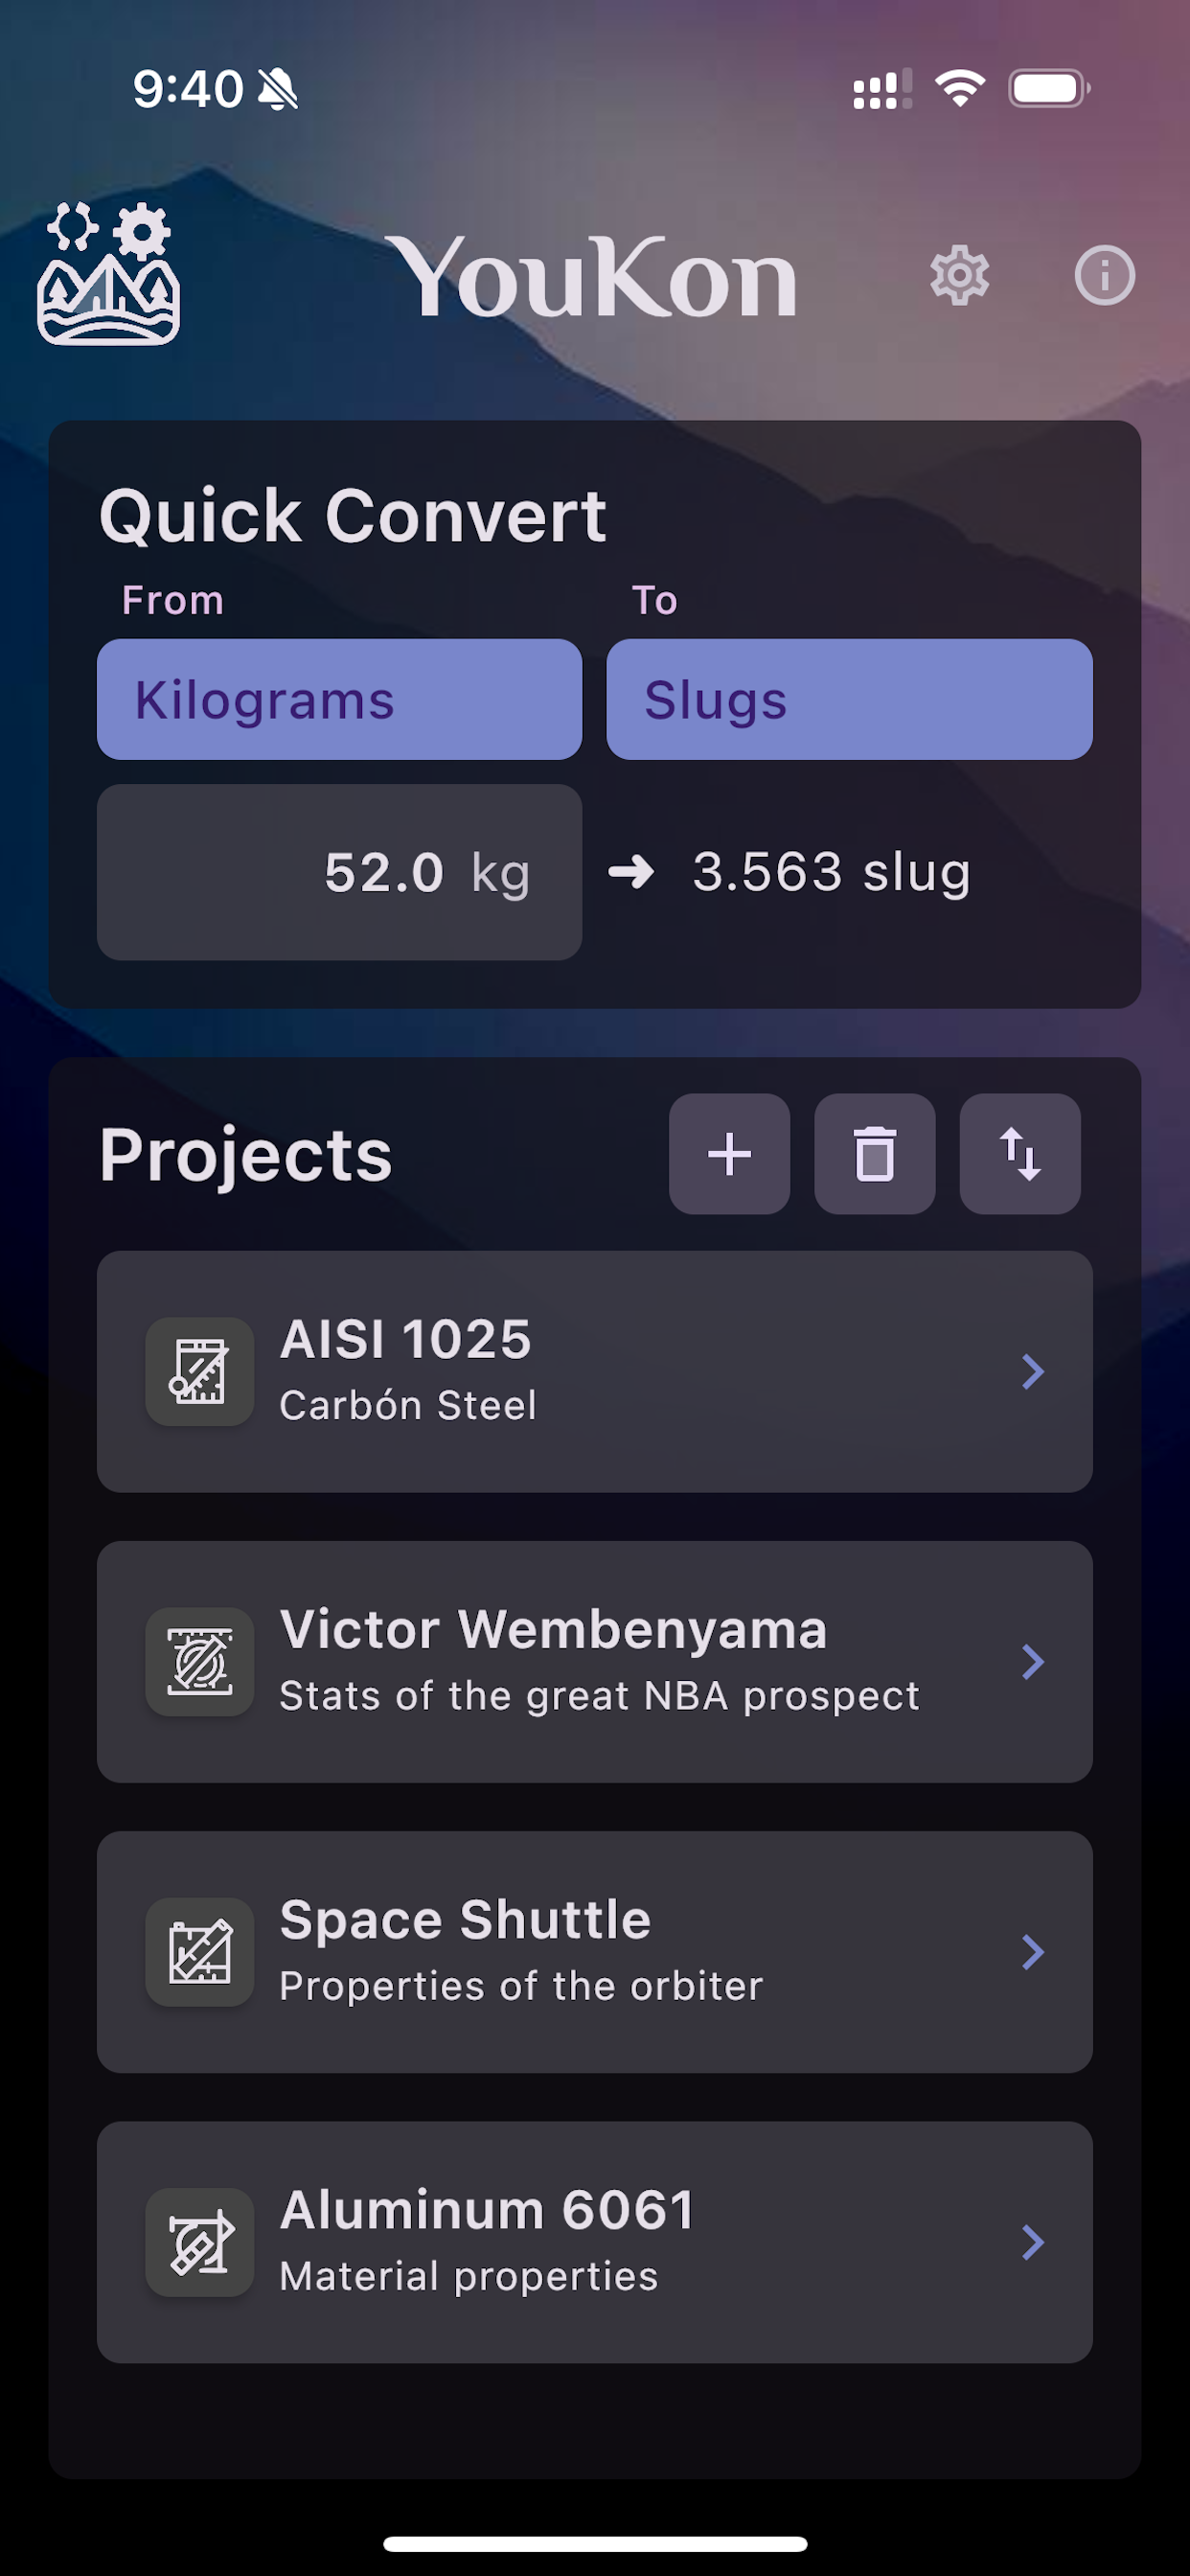 9:40
YouKon
Quick Convert
From To
Kilograms Slugs
52.0 kg → 3.563 slug
Projects
AISI 1025
Carbón Steel
Victor Wembenyama
Stats of the great NBA prospect
Space Shuttle
Properties of the orbiter
Aluminum 6061
Material properties